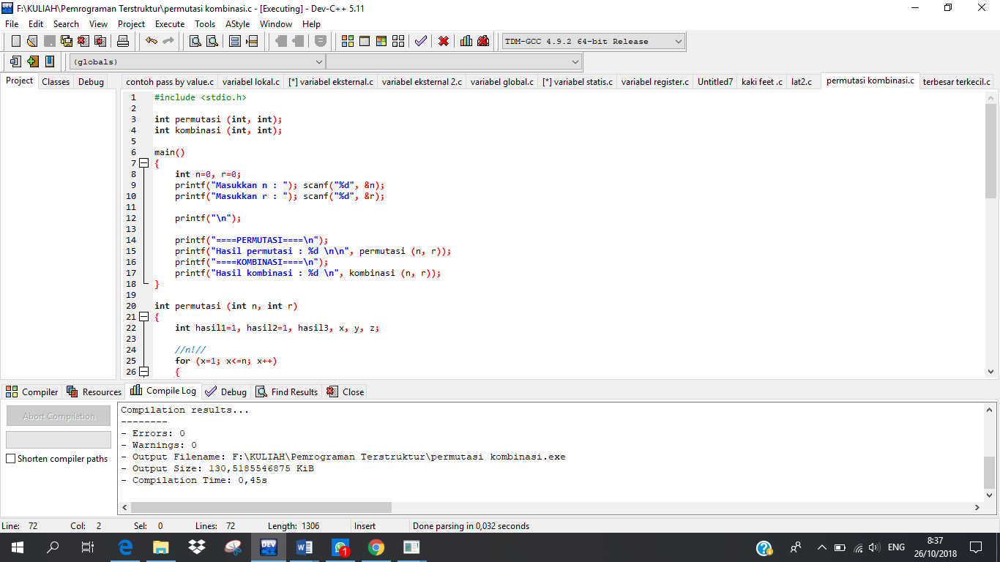 F:\KULIAH\Pemrograman Terstruktur\permutasi kombinasi.c - [Executing] - Dev-C++ 5.11
File Edit Search View Project Execute Tools AStyle Window Help
TDM-GCC 4.9.2 64-bit Release
(globals)
Project Classes Debug
contoh pass by value.c variabel lokal.c [*] variabel eksternal.c variabel eksternal 2.c variabel global.c [*] variabel statis.c variabel register.c Untitled7 kaki feet .c lat2.c permutasi kombinasi.c terbesar terkecil.c
1 #include <stdio.h>
2
3 int permutasi (int, int);
4 int kombinasi (int, int);
5
6 main()
7 {
8 int n=0, r=0;
9 printf("Masukkan n : "); scanf("%d", &n);
10 printf("Masukkan r : "); scanf("%d", &r);
11
12 printf("\n");
13
14 printf("====PERMUTASI====\n");
15 printf("Hasil permutasi : %d \n\n", permutasi (n, r));
16 printf("====KOMBINASI====\n");
17 printf("Hasil kombinasi : %d \n", kombinasi (n, r));
18 }
19
20 int permutasi (int n, int r)
21 {
22 int hasil1=1, hasil2=1, hasil3, x, y, z;
23
24 //n!//
25 for (x=1; x<=n; x++)
26 {
Compiler Resources Compile Log Debug Find Results Close
Abort Compilation
Shorten compiler paths
Compilation results...
--------
- Errors: 0
- Warnings: 0
- Output Filename: F:\KULIAH\Pemrograman Terstruktur\permutasi kombinasi.exe
- Output Size: 130,5185546875 KiB
- Compilation Time: 0,45s
Line: 72 Col: 2 Sel: 0 Lines: 72 Length: 1306 Insert Done parsing in 0,032 seconds
DEV
1
ENG
8:37
26/10/2018